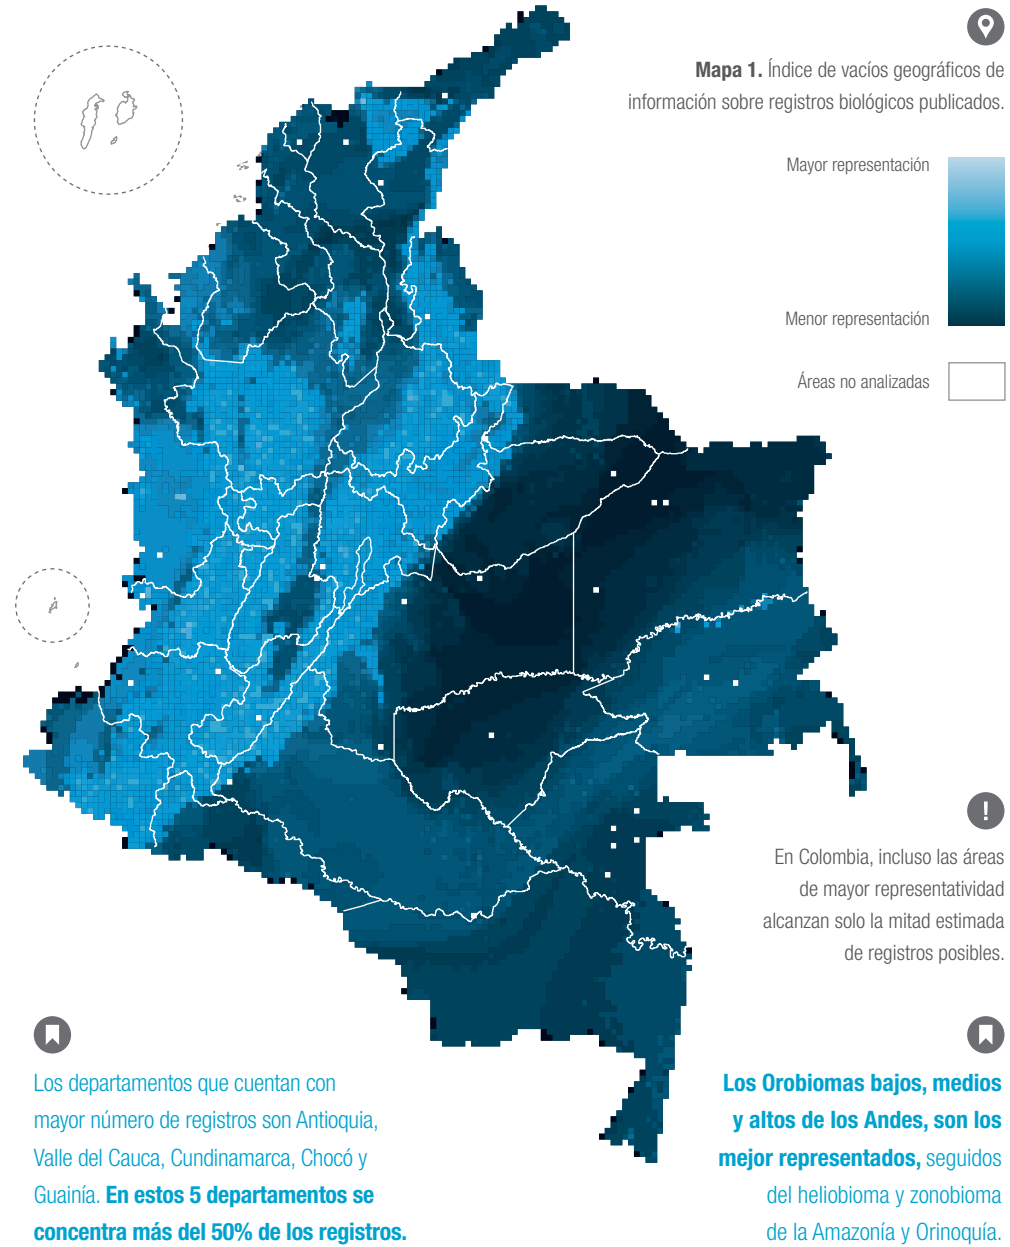 Mapa 1. Índice de vacíos geográficos de
información sobre registros biológicos publicados.
Mayor representación
Menor representación
Áreas no analizadas
!
En Colombia, incluso las áreas
de mayor representatividad
alcanzan solo la mitad estimada
de registros posibles.
Los departamentos que cuentan con
mayor número de registros son Antioquia,
Valle del Cauca, Cundinamarca, Chocó y
Guainía. En estos 5 departamentos se
concentra más del 50% de los registros.
Los Orobiomas bajos, medios
y altos de los Andes, son los
mejor representados, seguidos
del heliobioma y zonobioma
de la Amazonía y Orinoquía.